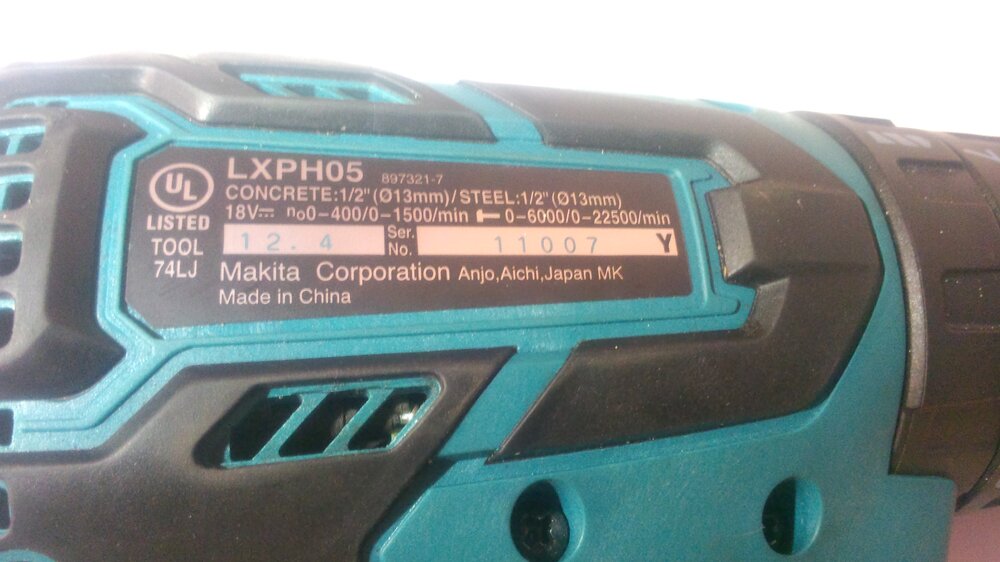 UL
LISTED
TOOL
74LJ
LXPH05 897321-7
CONCRETE:1/2"(Ø13mm)/STEEL:1/2"(Ø13mm)
18V⎓ n₀0-400/0-1500/min 0-6000/0-22500/min
12.4 Ser. No. 11007 Y
Makita Corporation Anjo,Aichi,Japan MK
Made in China